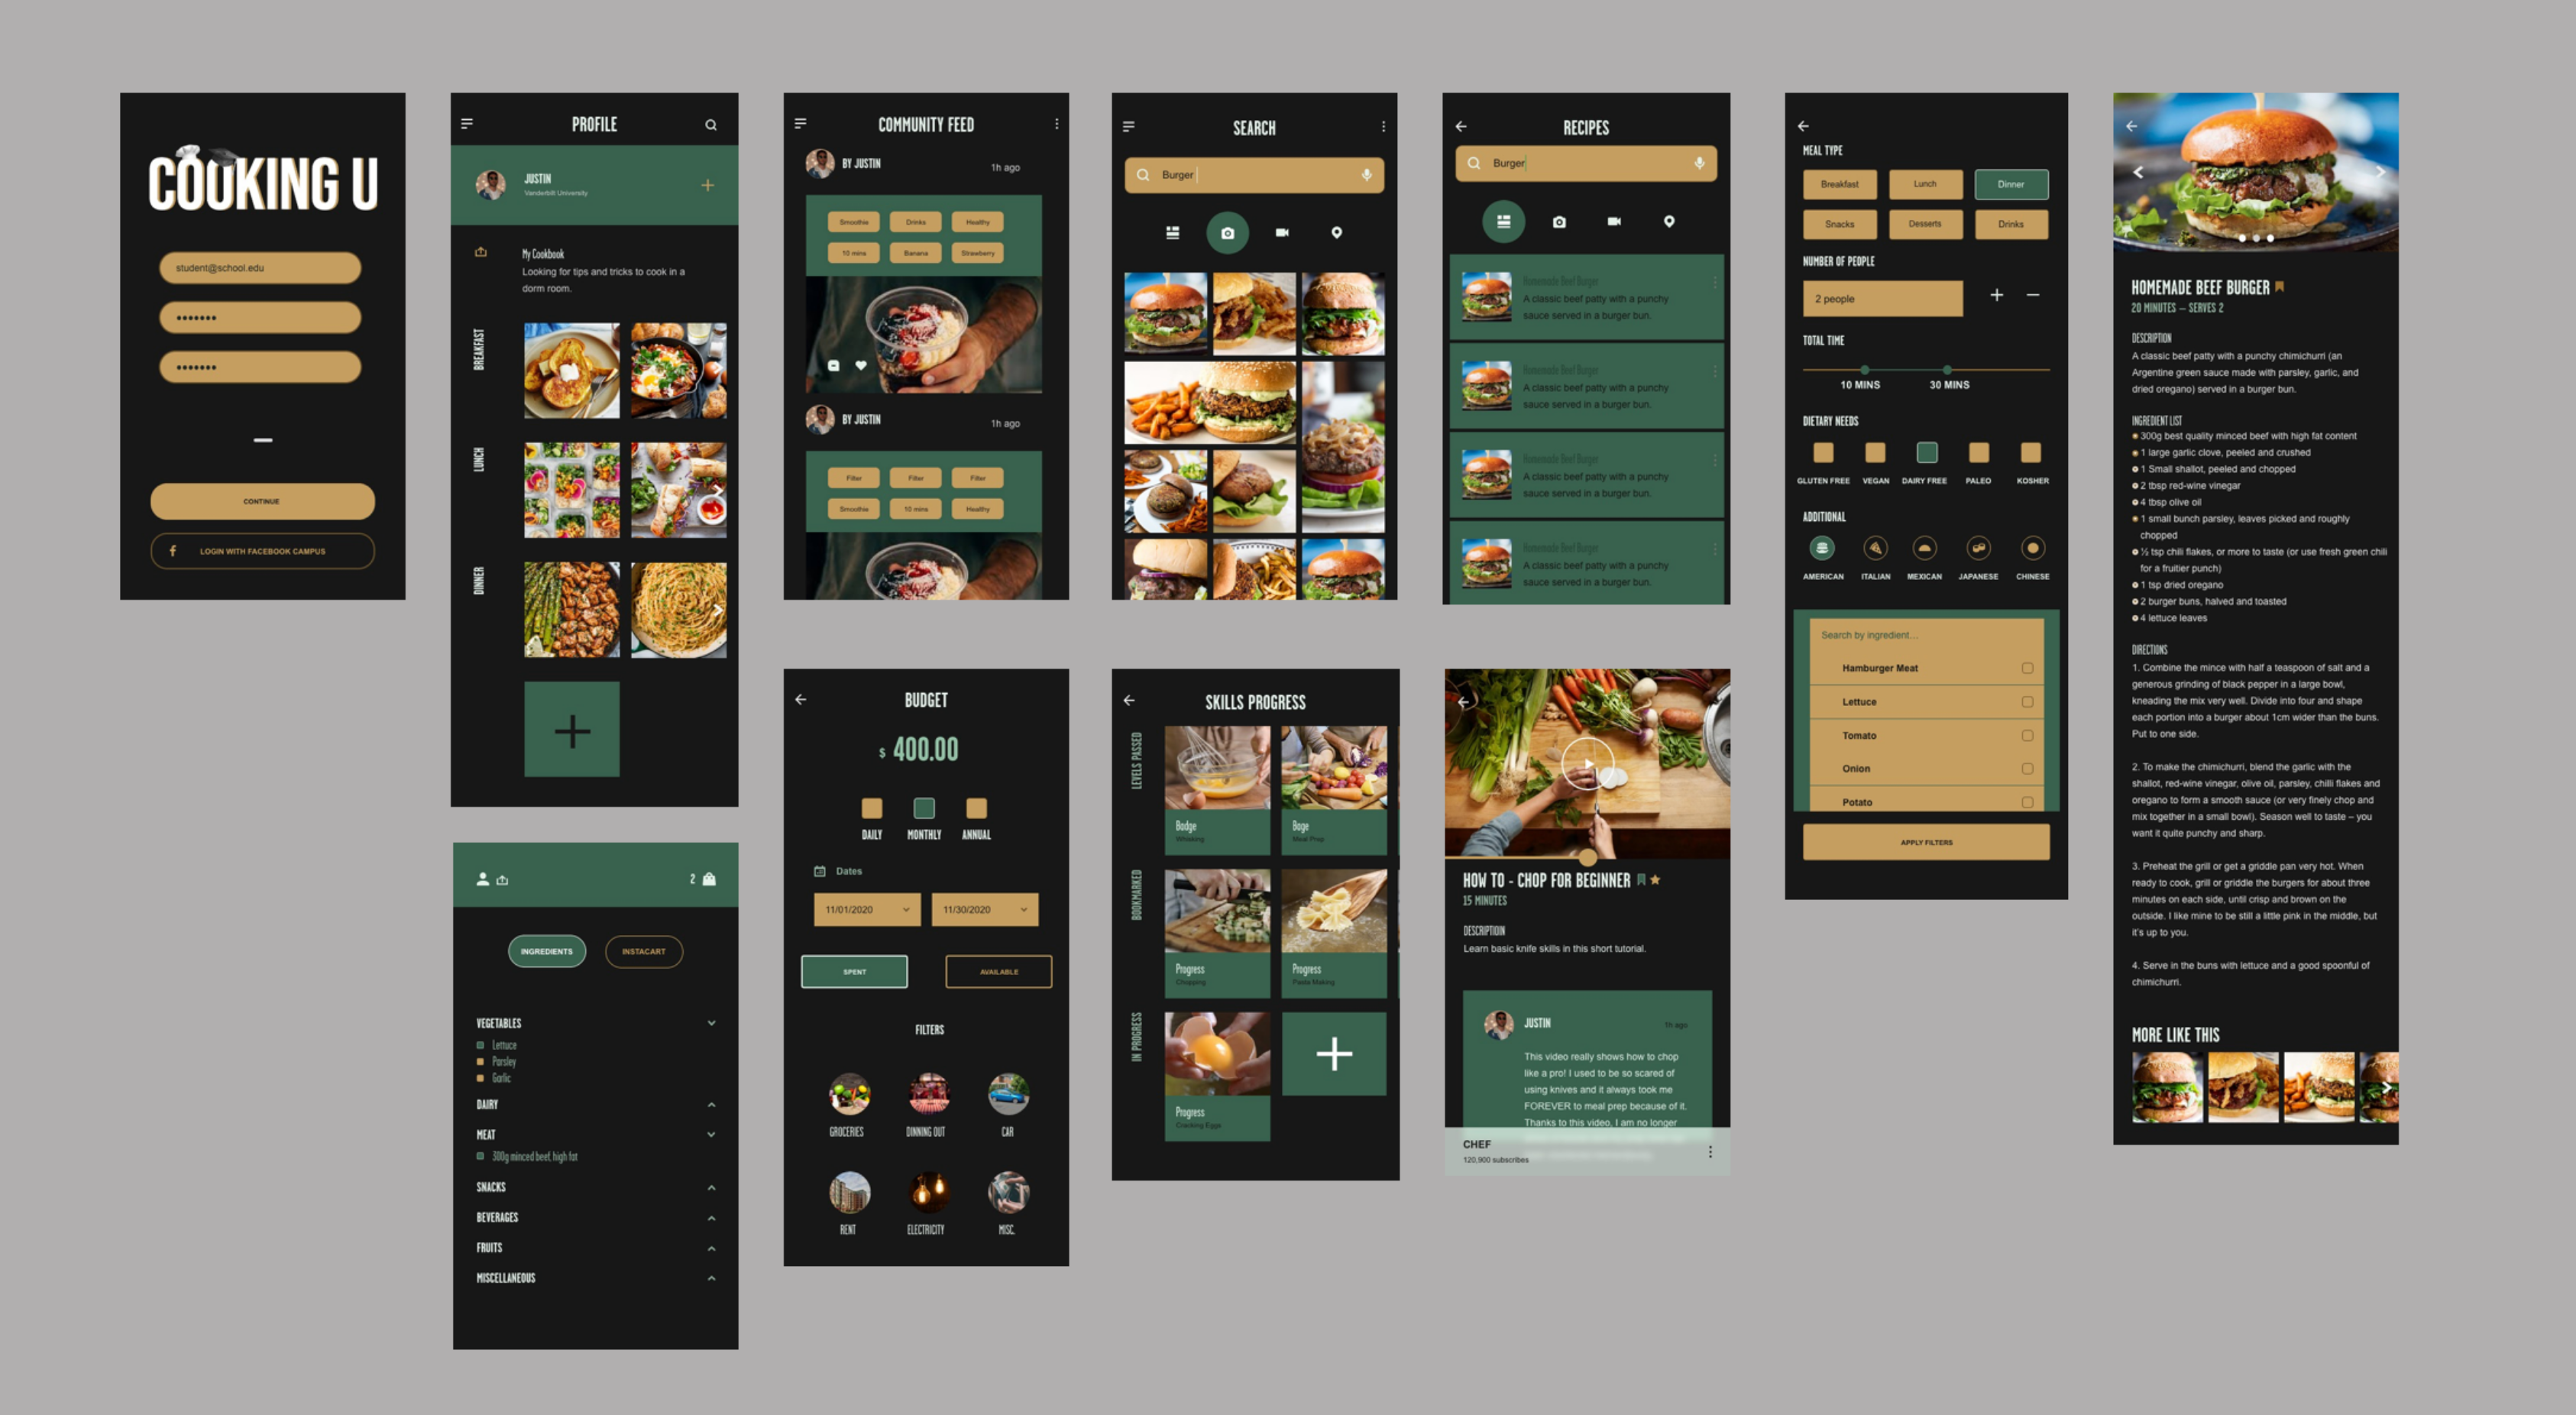 COOKING U
student@school.edu
CONTINUE
LOGIN WITH FACEBOOK CAMPUS
PROFILE
JUSTIN
Vanderbilt University
My Cookbook
Looking for tips and tricks to cook in a
dorm room.
BREAKFAST
LUNCH
DINNER
2
INGREDIENTS
INSTACART
VEGETABLES
Lettuce
Parsley
Garlic
DAIRY
MEAT
300g minced beef, high fat
SNACKS
BEVERAGES
FRUITS
MISCELLANEOUS
COMMUNITY FEED
BY JUSTIN
1h ago
Smoothie Drinks Healthy
10 mins Banana Strawberry
BY JUSTIN
1h ago
Filter Filter Filter
Smoothie 10 mins Healthy
BUDGET
$ 400.00
DAILY MONTHLY ANNUAL
Dates
11/01/2020 11/30/2020
SPENT AVAILABLE
FILTERS
GROCERIES DINNING OUT CAR
RENT ELECTRICITY MISC.
SEARCH
Burger
SKILLS PROGRESS
LEVELS PASSED
Badge
Whisking
Bage
Meal Prep
BOOKMARKED
Progress
Chopping
Progress
Pasta Making
IN PROGRESS
Progress
Cracking Eggs
RECIPES
Burger
Homemade Beef Burger
A classic beef patty with a punchy
sauce served in a burger bun.
Homemade Beef Burger
A classic beef patty with a punchy
sauce served in a burger bun.
Homemade Beef Burger
A classic beef patty with a punchy
sauce served in a burger bun.
Homemade Beef Burger
A classic beef patty with a punchy
sauce served in a burger bun.
HOW TO - CHOP FOR BEGINNER
15 MINUTES
DESCRIPTION
Learn basic knife skills in this short tutorial.
JUSTIN
1h ago
This video really shows how to chop
like a pro! I used to be so scared of
using knives and it always took me
FOREVER to meal prep because of it.
Thanks to this video, I am no longer
CHEF
120,900 subscribes
MEAL TYPE
Breakfast Lunch Dinner
Snacks Desserts Drinks
NUMBER OF PEOPLE
2 people
TOTAL TIME
10 MINS 30 MINS
DIETARY NEEDS
GLUTEN FREE VEGAN DAIRY FREE PALEO KOSHER
ADDITIONAL
AMERICAN ITALIAN MEXICAN JAPANESE CHINESE
Search by ingredient...
Hamburger Meat
Lettuce
Tomato
Onion
Potato
APPLY FILTERS
HOMEMADE BEEF BURGER
20 MINUTES – SERVES 2
DESCRIPTION
A classic beef patty with a punchy chimichurri (an
Argentine green sauce made with parsley, garlic, and
dried oregano) served in a burger bun.
INGREDIENT LIST
300g best quality minced beef with high fat content
1 large garlic clove, peeled and crushed
1 Small shallot, peeled and chopped
2 tbsp red-wine vinegar
4 tbsp olive oil
1 small bunch parsley, leaves picked and roughly
chopped
½ tsp chili flakes, or more to taste (or use fresh green chili
for a fruitier punch)
1 tsp dried oregano
2 burger buns, halved and toasted
4 lettuce leaves
DIRECTIONS
1. Combine the mince with half a teaspoon of salt and a
generous grinding of black pepper in a large bowl,
kneading the mix very well. Divide into four and shape
each portion into a burger about 1cm wider than the buns.
Put to one side.
2. To make the chimichurri, blend the garlic with the
shallot, red-wine vinegar, olive oil, parsley, chilli flakes and
oregano to form a smooth sauce (or very finely chop and
mix together in a small bowl). Season well to taste – you
want it quite punchy and sharp.
3. Preheat the grill or get a griddle pan very hot. When
ready to cook, grill or griddle the burgers for about three
minutes on each side, until crisp and brown on the
outside. I like mine to be still a little pink in the middle, but
it's up to you.
4. Serve in the buns with lettuce and a good spoonful of
chimichurri.
MORE LIKE THIS